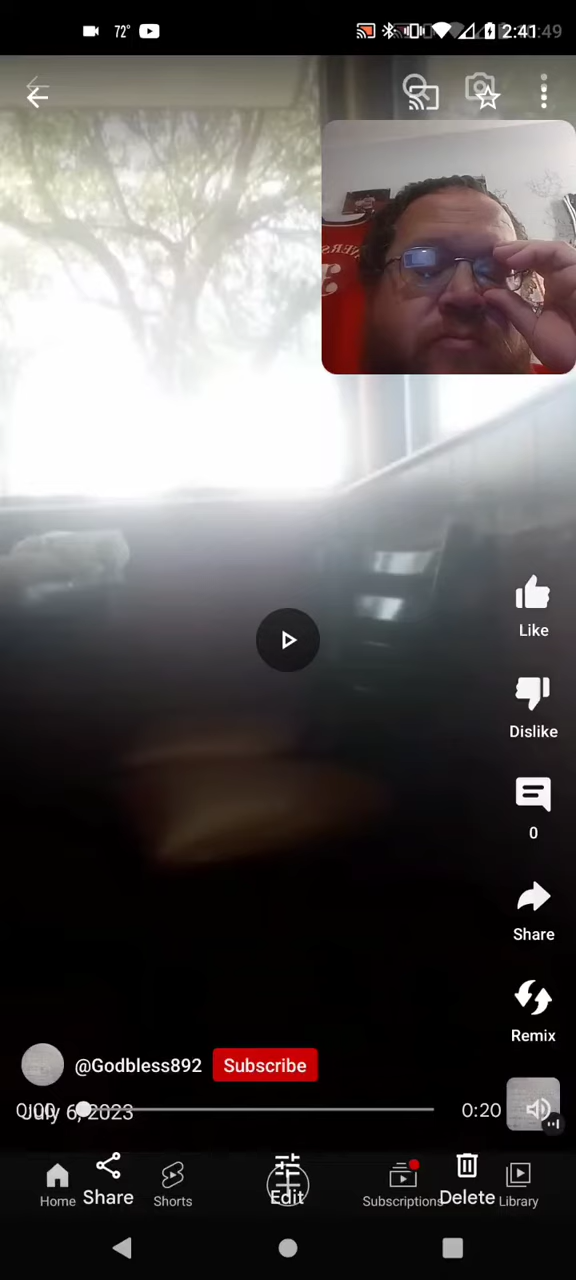 72°
2:41
49
Like
Dislike
0
Share
Remix
@Godbless892 Subscribe
July 6, 2023
0:20
Home
Share
Shorts
Edit
Subscriptions
Delete
Library